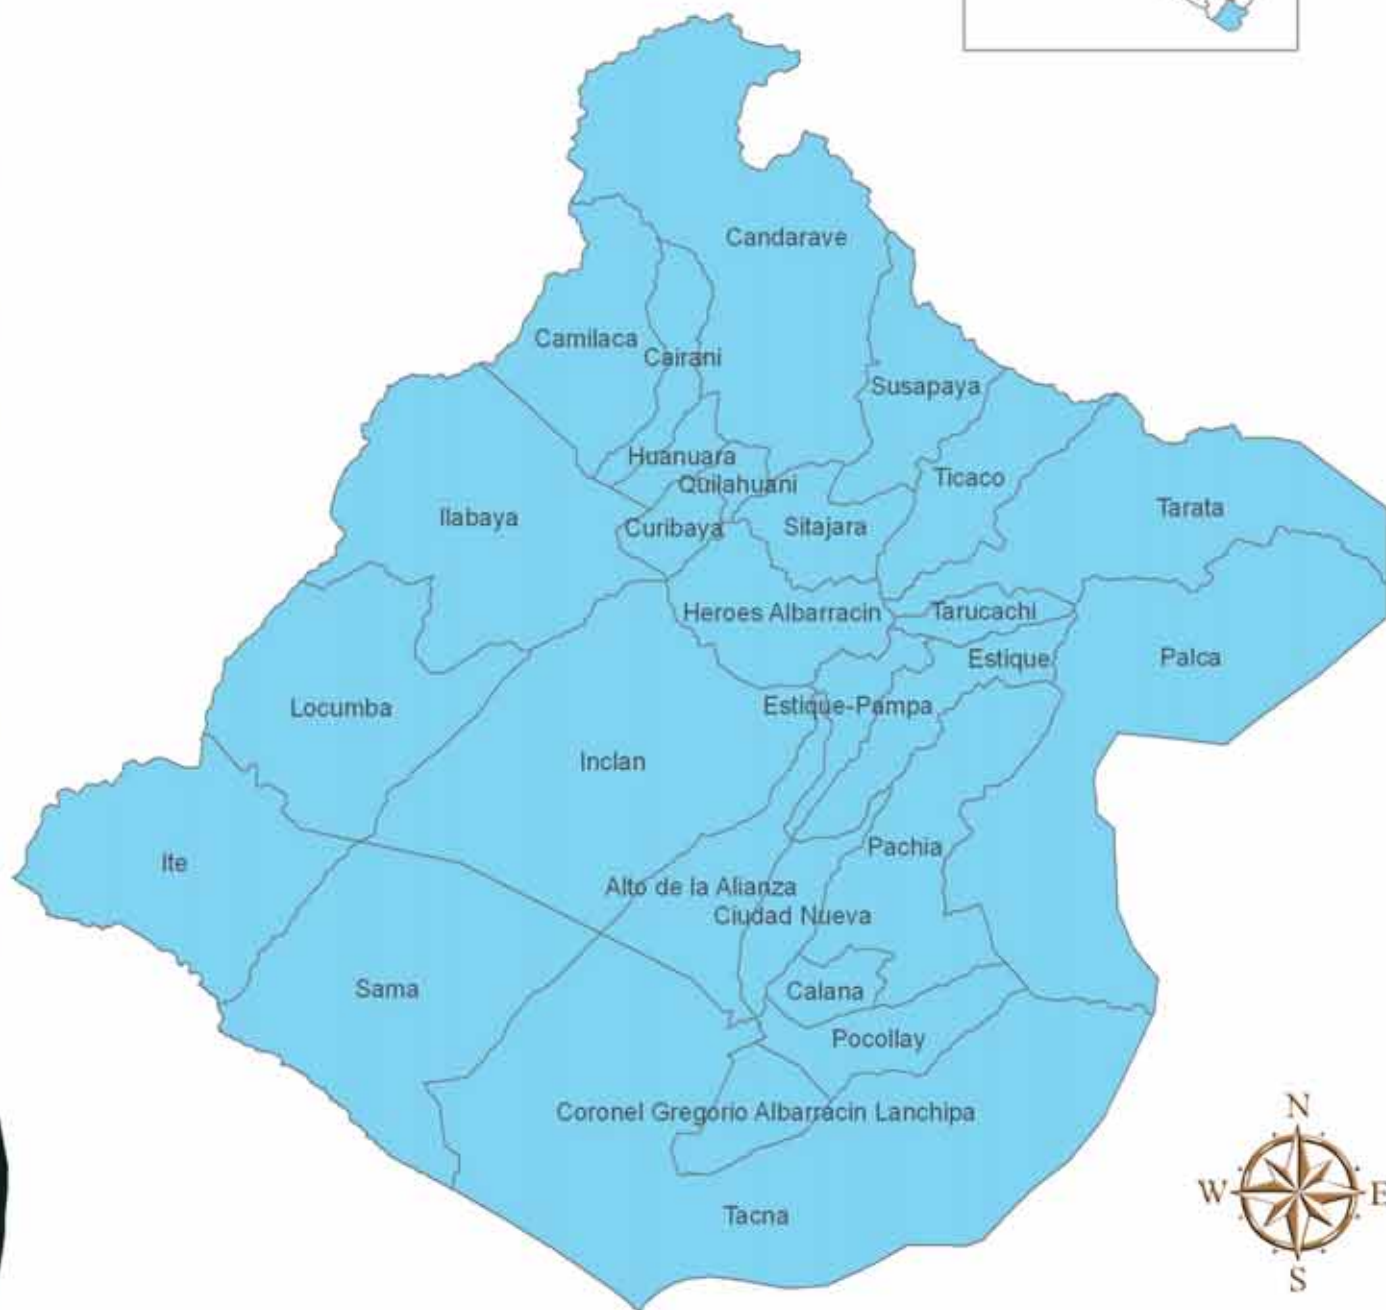 Candarave
Camilaca
Cairani
Susapaya
Huanuara
Ticaco
Quilahuani
Tarata
Ilabaya
Curibaya
Sitajara
Heroes Albarracin
Tarucachi
Estique
Palca
Locumba
Estique-Pampa
Inclan
Pachia
Ite
Alto de la Alianza
Ciudad Nueva
Sama
Calana
Pocollay
Coronel Gregorio Albarracin Lanchipa
Tacna
N
W
E
S